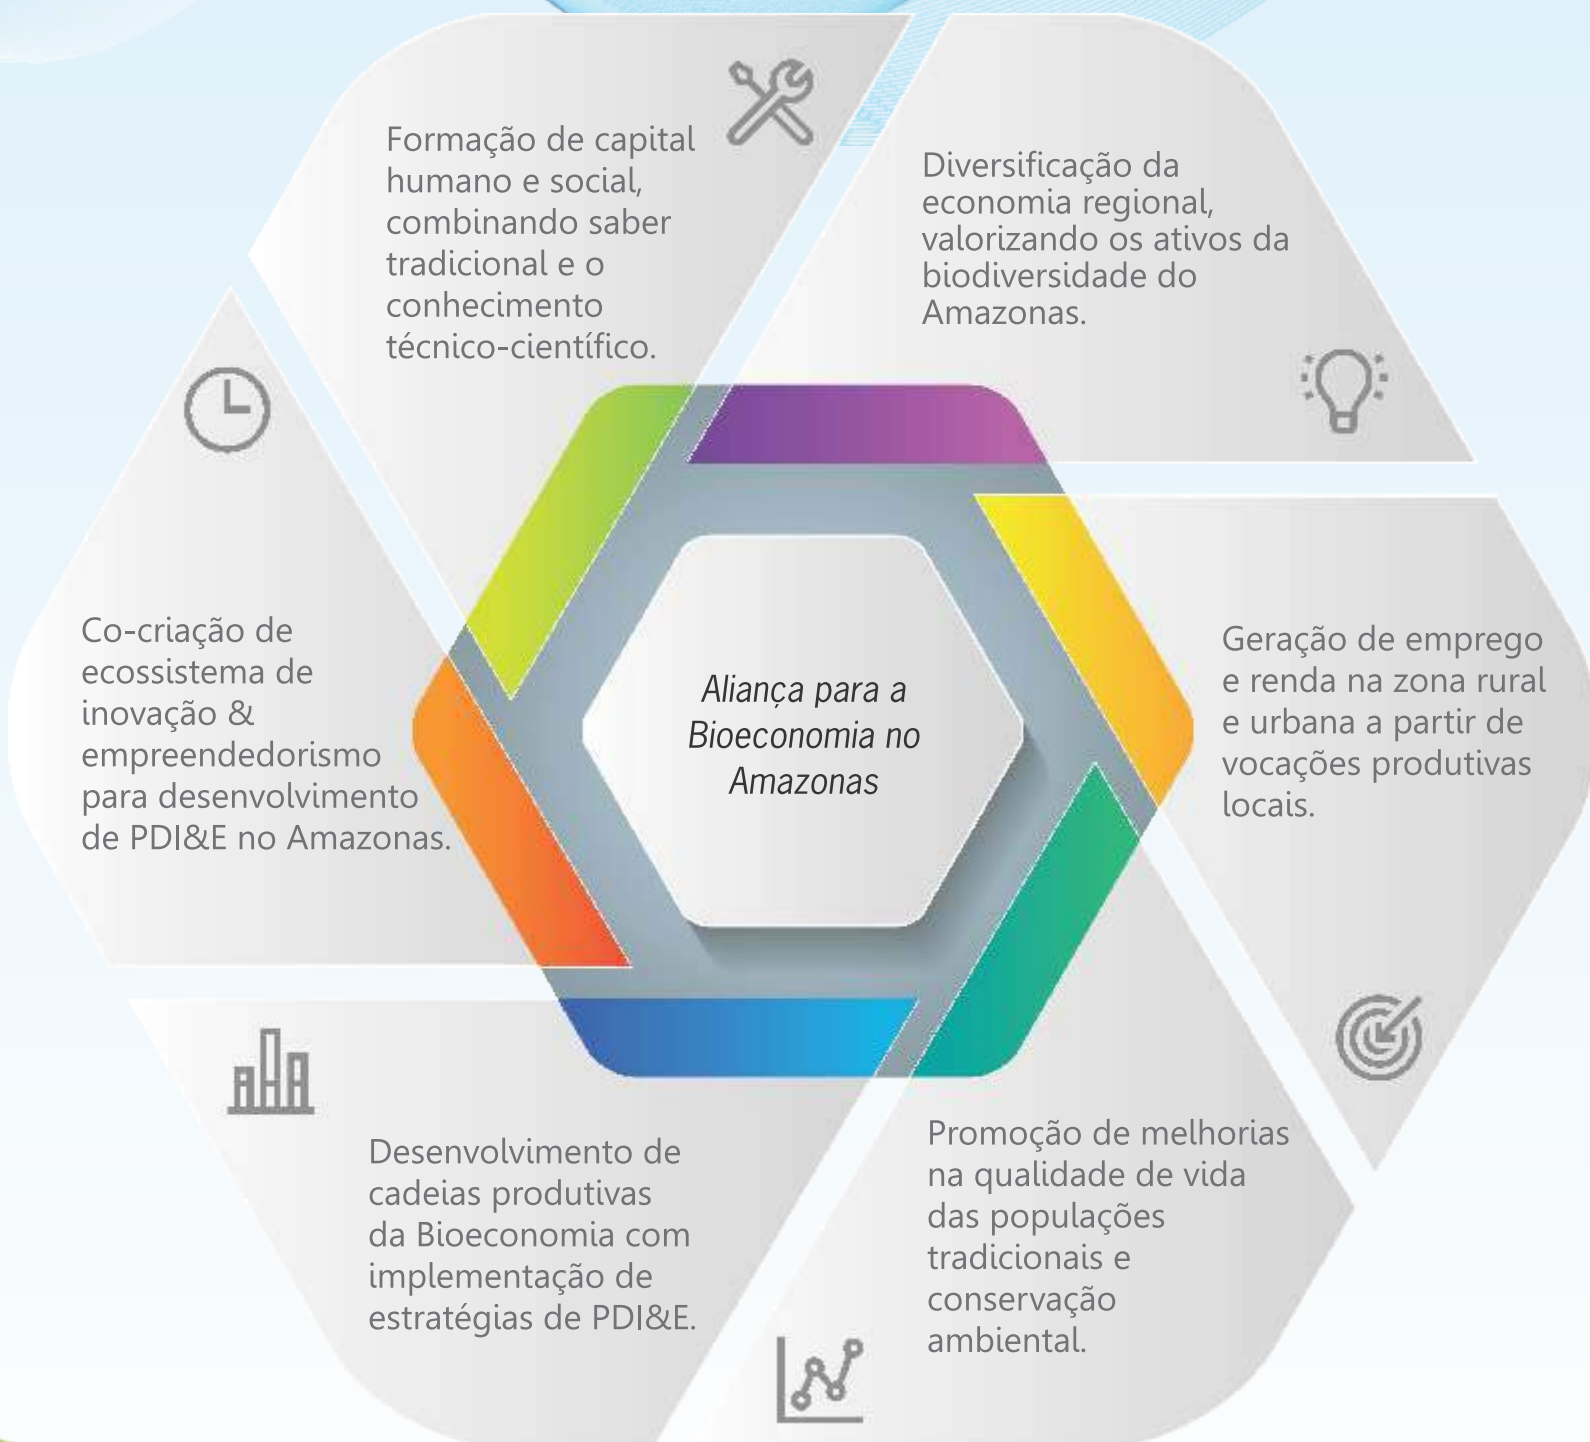 Formação de capital
humano e social,
combinando saber
tradicional e o
conhecimento
técnico-científico.
Diversificação da
economia regional,
valorizando os ativos da
biodiversidade do
Amazonas.
Co-criação de
ecossistema de
inovação &
empreendedorismo
para desenvolvimento
de PDI&E no Amazonas.
Aliança para a
Bioeconomia no
Amazonas
Geração de emprego
e renda na zona rural
e urbana a partir de
vocações produtivas
locais.
Desenvolvimento de
cadeias produtivas
da Bioeconomia com
implementação de
estratégias de PDI&E.
Promoção de melhorias
na qualidade de vida
das populações
tradicionais e
conservação
ambiental.